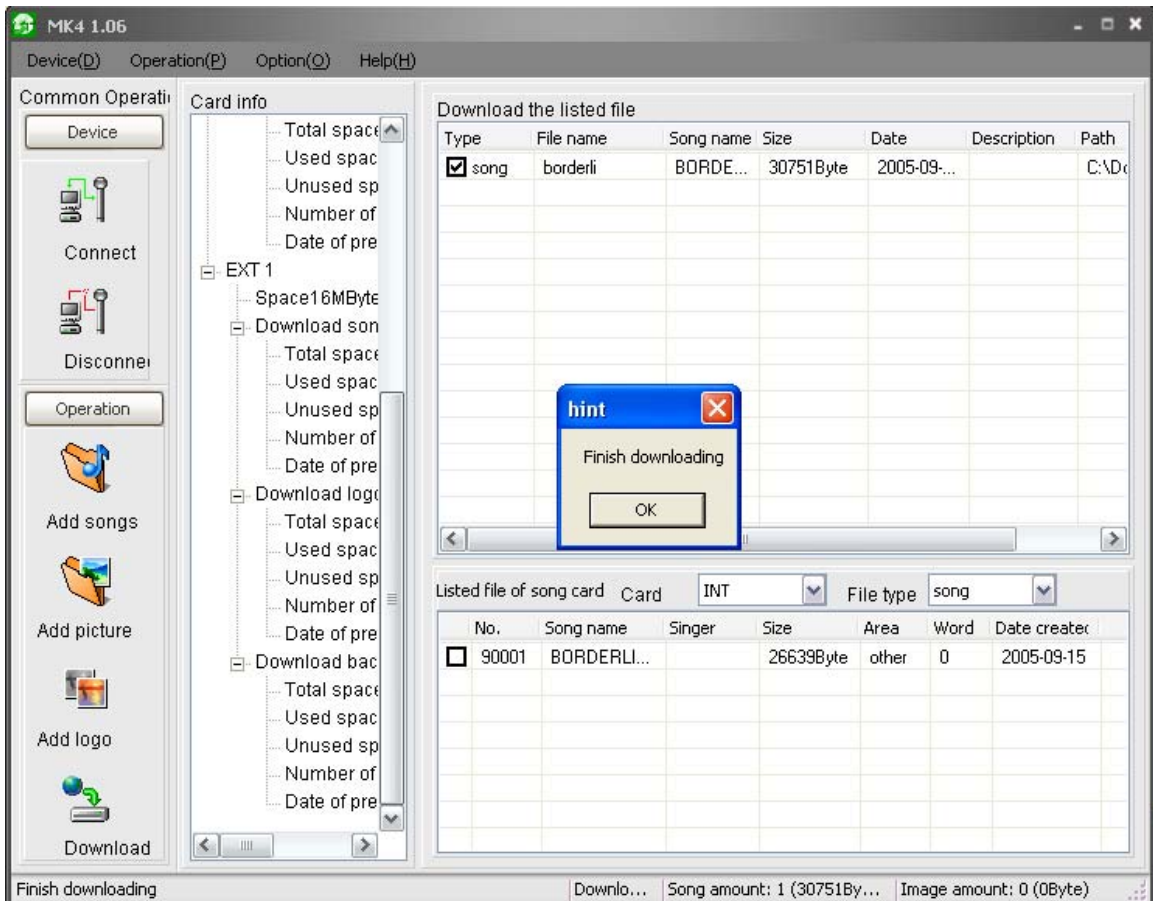 MK4 1.06
Device(D) Operation(P) Option(O) Help(H)
Common Operati
Device
Connect
Disconne
Operation
Add songs
Add picture
Add logo
Download
Card info
Total space
Used spac
Unused sp
Number of
Date of pre
EXT 1
Space16MByte
Download son
Total space
Used spac
Unused sp
Number of
Date of pre
Download logo
Total space
Used spac
Unused sp
Number of
Date of pre
Download bac
Total space
Used spac
Unused sp
Number of
Date of pre
Download the listed file
Type File name Song name Size Date Description Path
song borderli BORDE... 30751Byte 2005-09-... C:\Do
hint
Finish downloading
OK
Listed file of song card Card INT File type song
No. Song name Singer Size Area Word Date created
90001 BORDERLI... 26639Byte other 0 2005-09-15
Finish downloading Downlo... Song amount: 1 (30751By... Image amount: 0 (0Byte)